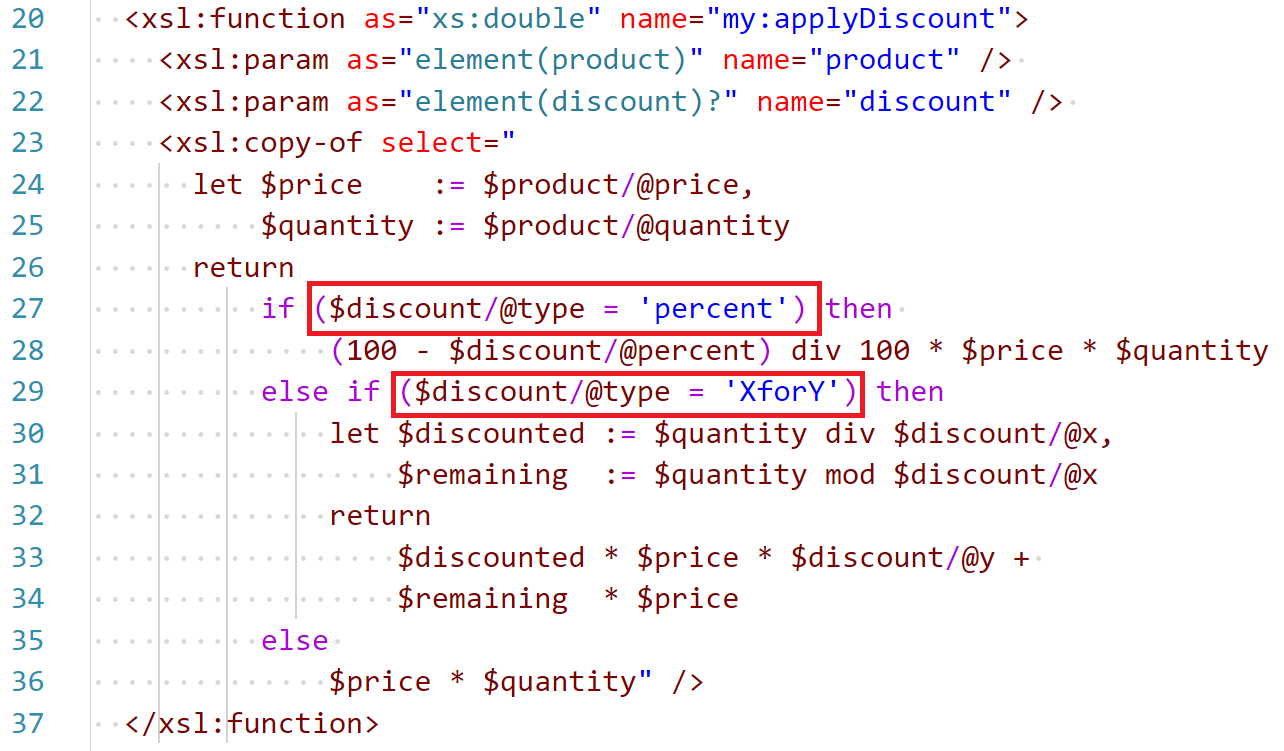 20 <xsl:function as="xs:double" name="my:applyDiscount">
21 <xsl:param as="element(product)" name="product" />
22 <xsl:param as="element(discount)?" name="discount" />
23 <xsl:copy-of select="
24 let $price    := $product/@price,
25 $quantity := $product/@quantity
26 return
27 if ($discount/@type = 'percent') then
28 (100 - $discount/@percent) div 100 * $price * $quantity
29 else if ($discount/@type = 'XforY') then
30 let $discounted := $quantity div $discount/@x,
31 $remaining  := $quantity mod $discount/@x
32 return
33 $discounted * $price * $discount/@y +
34 $remaining  * $price
35 else
36 $price * $quantity" />
37 </xsl:function>